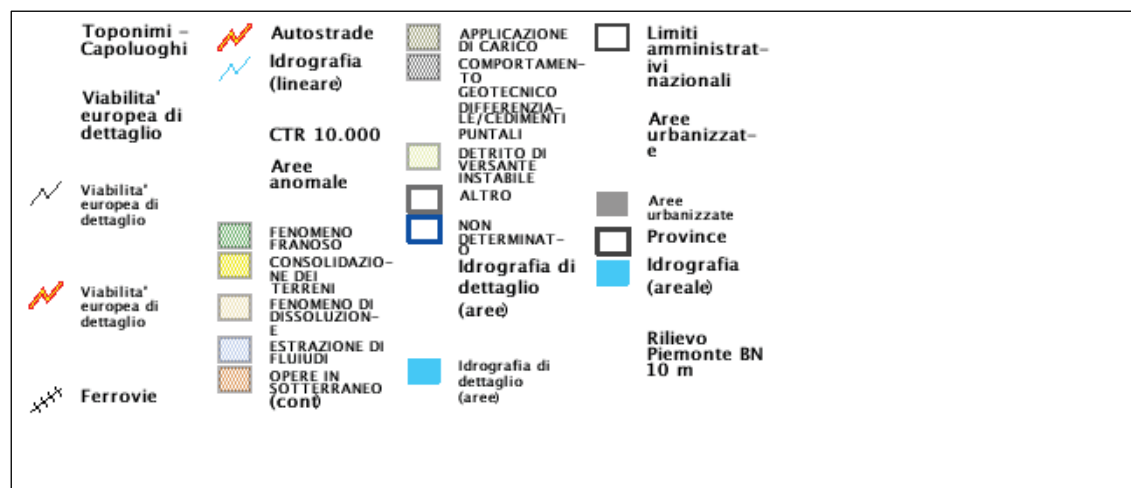 Toponimi -
Capoluoghi
Viabilita'
europea di
dettaglio
Viabilita'
europea di
dettaglio
Viabilita'
europea di
dettaglio
Ferrovie
Autostrade
Idrografia
(lineare)
CTR 10.000
Aree
anomale
FENOMENO
FRANOSO
CONSOLIDAZIO-
NE DEI
TERRENI
FENOMENO DI
DISSOLUZION-
E
ESTRAZIONE DI
FLUIUDI
OPERE IN
SOTTERRANEO
(cont)
APPLICAZIONE
DI CARICO
COMPORTAMEN-
TO
GEOTECNICO
DIFFERENZIA-
LE/CEDIMENTI
PUNTALI
DETRITO DI
VERSANTE
INSTABILE
ALTRO
NON
DETERMINAT-
O
Idrografia di
dettaglio
(aree)
Idrografia di
dettaglio
(aree)
Limiti
amministrat-
ivi
nazionali
Aree
urbanizzat-
e
Aree
urbanizzate
Province
Idrografia
(areale)
Rilievo
Piemonte BN
10 m